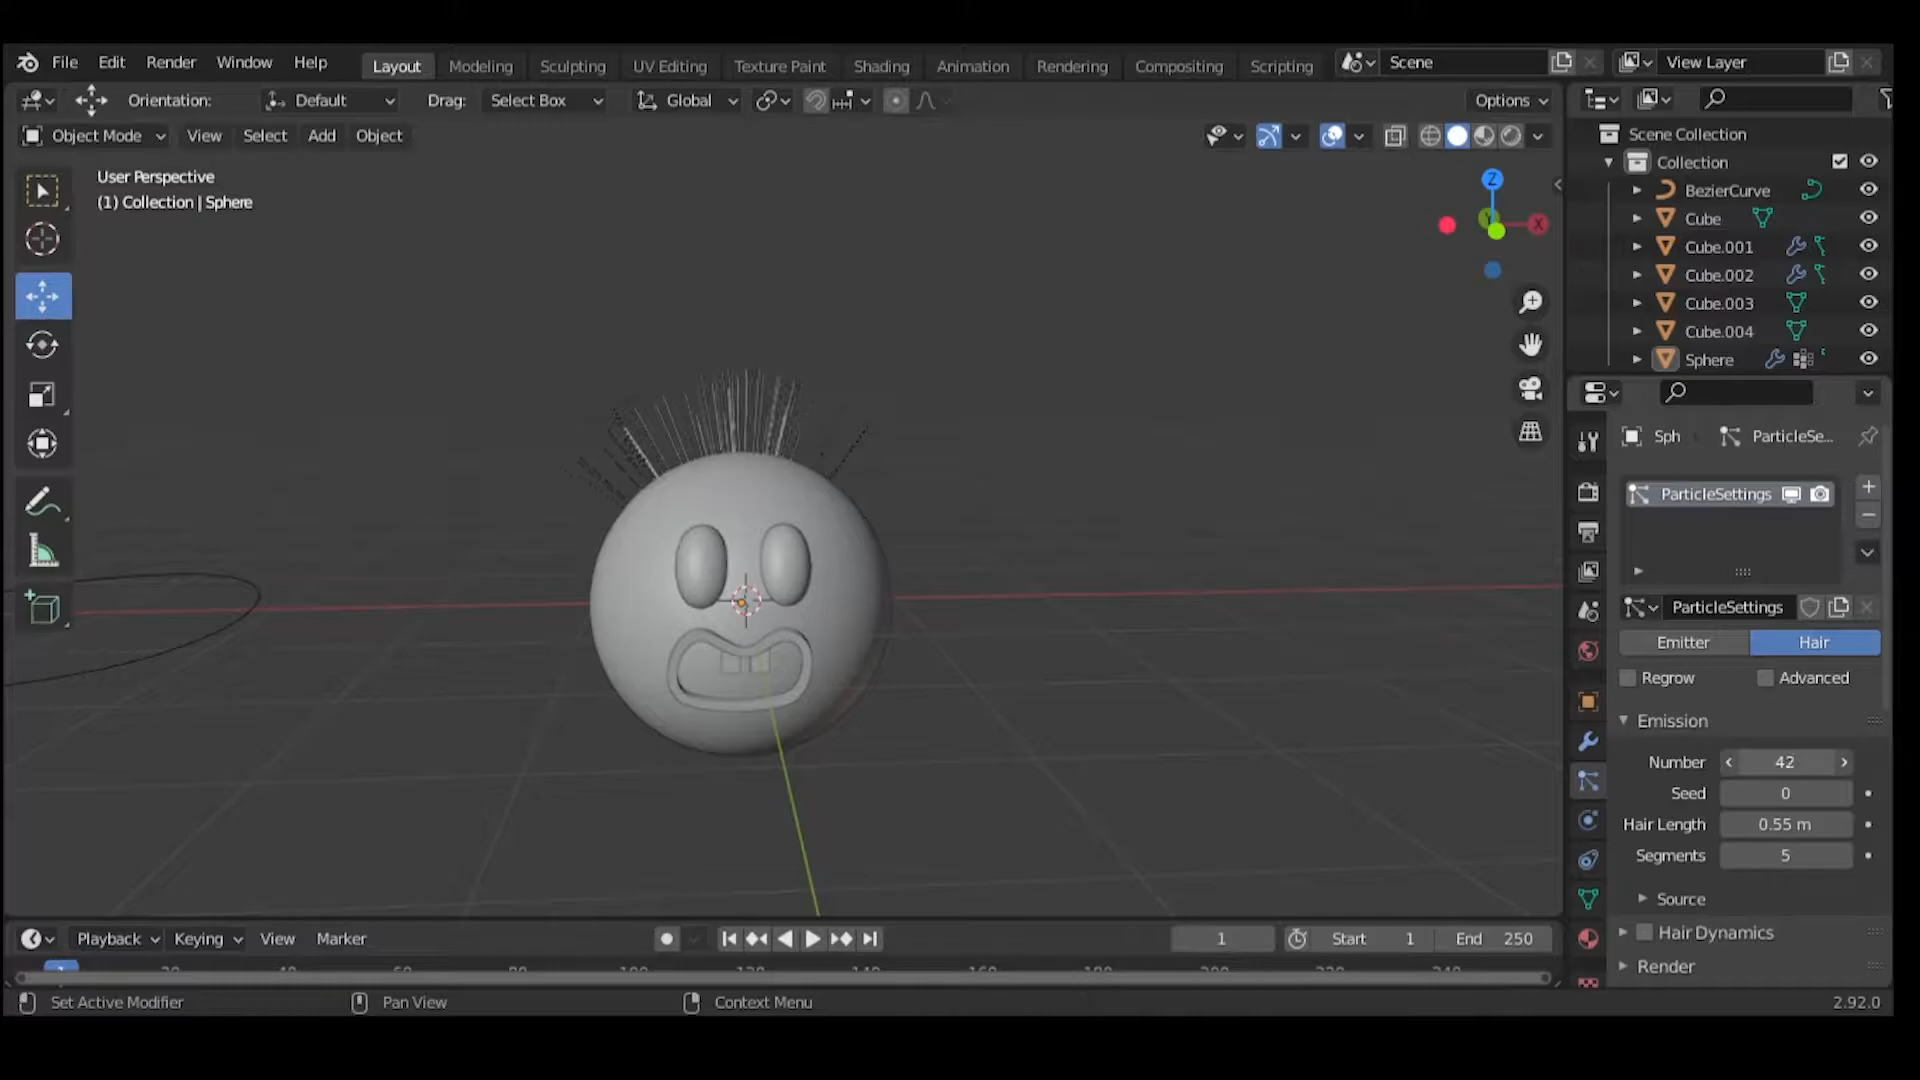 File Edit Render Window Help Layout Modeling Sculpting UV Editing Texture Paint Shading Animation Rendering Compositing Scripting Scene View Layer
Orientation: Default Drag: Select Box Global Options
Object Mode View Select Add Object
User Perspective
(1) Collection | Sphere
Z
X
Scene Collection
Collection
BezierCurve
Cube
Cube.001
Cube.002
Cube.003
Cube.004
Sphere
Sph ParticleSe...
ParticleSettings
ParticleSettings
Emitter Hair
Regrow Advanced
Emission
Number 42
Seed 0
Hair Length 0.55 m
Segments 5
Source
Hair Dynamics
Render
Playback Keying View Marker 1 Start 1 End 250
Set Active Modifier Pan View Context Menu 2.92.0